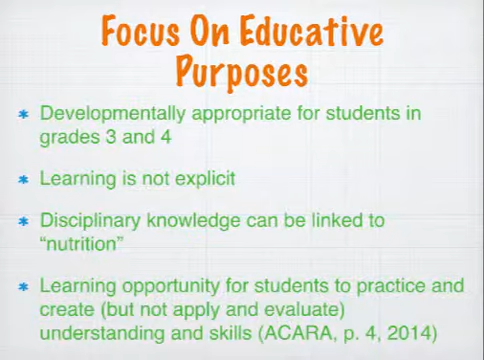 Focus On Educative
Purposes
* Developmentally appropriate for students in
grades 3 and 4
* Learning is not explicit
* Disciplinary knowledge can be linked to
“nutrition”
* Learning opportunity for students to practice and
create (but not apply and evaluate)
understanding and skills (ACARA, p. 4, 2014)